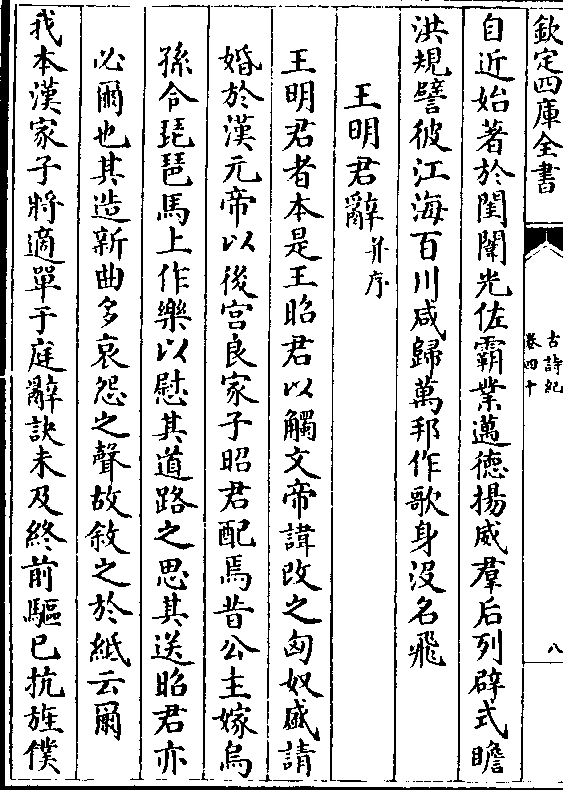 欽定四庫全書
古詩紀
卷四十
八
自近始著於閨闈光佐霸業邁德揚威羣后列辟式瞻
洪規譬彼江海百川咸歸萬邦作歌身没名飛
王明君辭并序
王明君者本是王昭君以觸文帝諱改之匈奴盛請
婚於漢元帝以後宫良家子昭君配焉昔公主嫁烏
孫令琵琶馬上作樂以慰其道路之思其送昭君亦
必爾也其造新曲多哀怨之聲故敘之於紙云爾
我本漢家子將適單于庭辭訣未及終前驅已抗旌僕